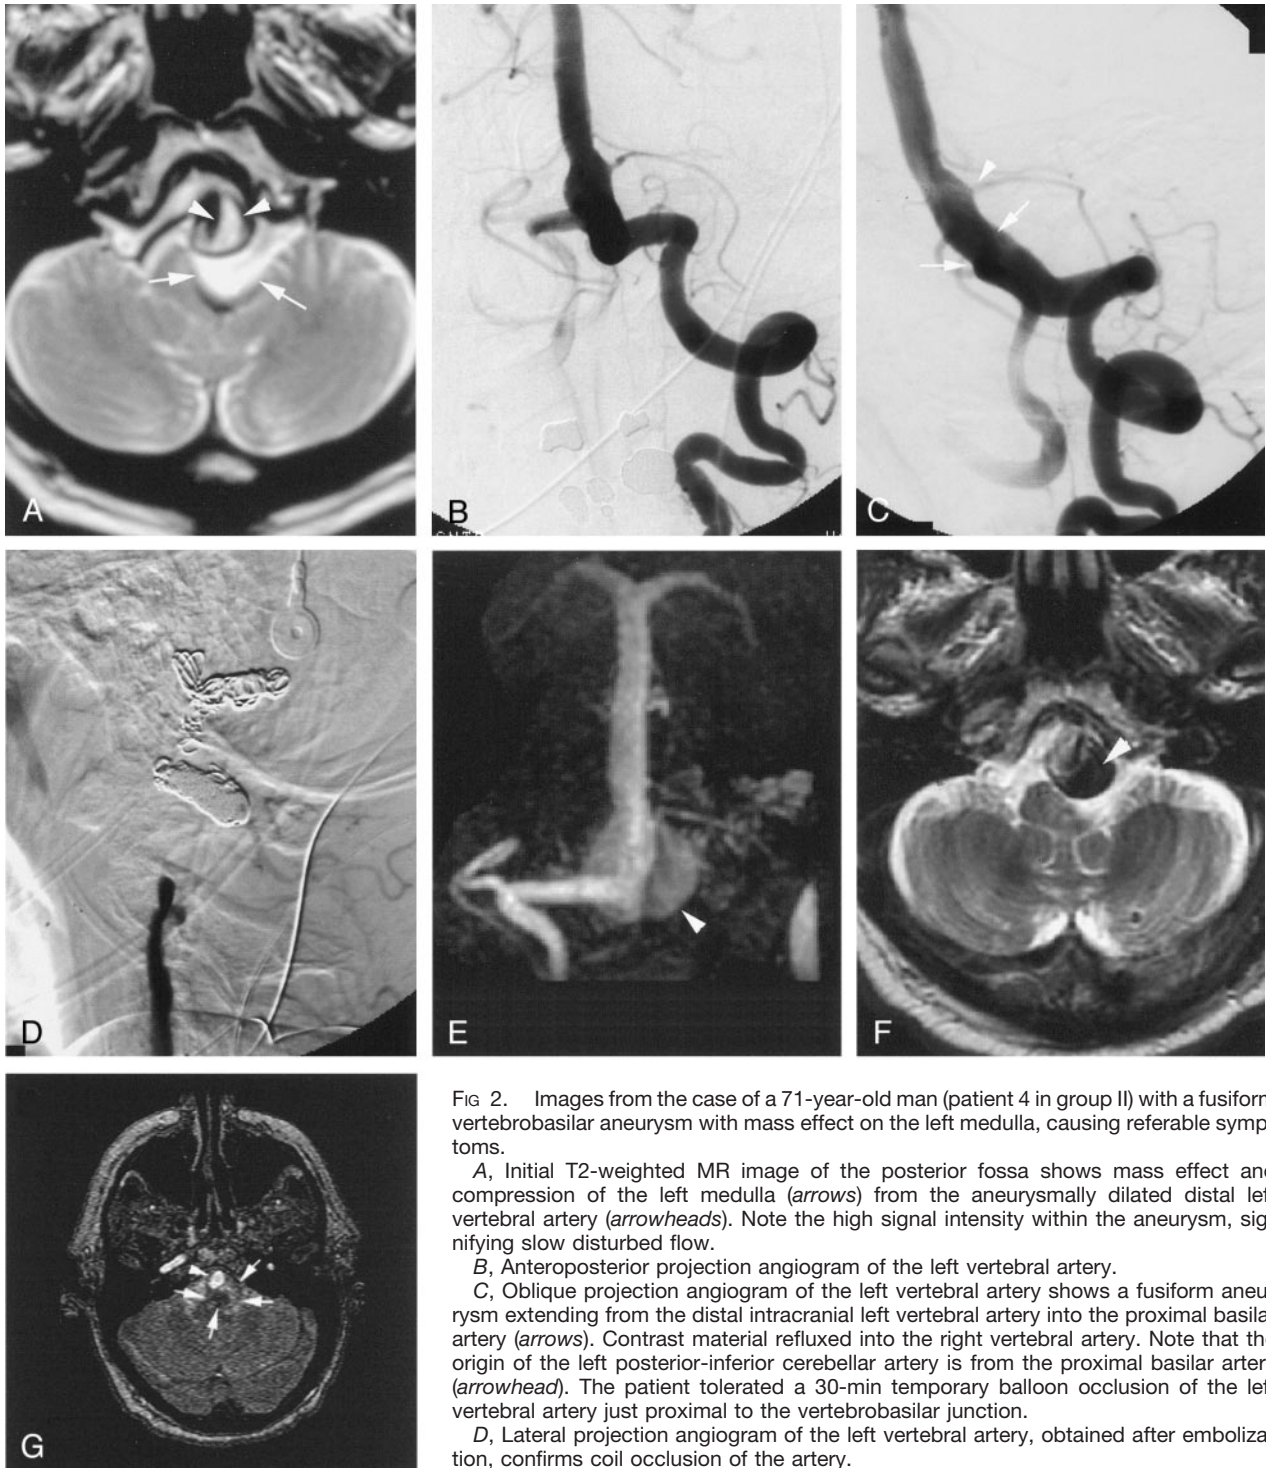 A
B
C
D
E
F
G
FIG 2. Images from the case of a 71-year-old man (patient 4 in group II) with a fusiform
vertebrobasilar aneurysm with mass effect on the left medulla, causing referable symp-
toms.
A, Initial T2-weighted MR image of the posterior fossa shows mass effect an
compression of the left medulla (arrows) from the aneurysmally dilated distal lef
vertebral artery (arrowheads). Note the high signal intensity within the aneurysm, sig-
nifying slow disturbed flow.
B, Anteroposterior projection angiogram of the left vertebral artery.
C, Oblique projection angiogram of the left vertebral artery shows a fusiform aneu-
rysm extending from the distal intracranial left vertebral artery into the proximal basila
artery (arrows). Contrast material refluxed into the right vertebral artery. Note that the
origin of the left posterior-inferior cerebellar artery is from the proximal basilar arter
(arrowhead). The patient tolerated a 30-min temporary balloon occlusion of the lef
vertebral artery just proximal to the vertebrobasilar junction.
D, Lateral projection angiogram of the left vertebral artery, obtained after emboliza-
tion, confirms coil occlusion of the artery.